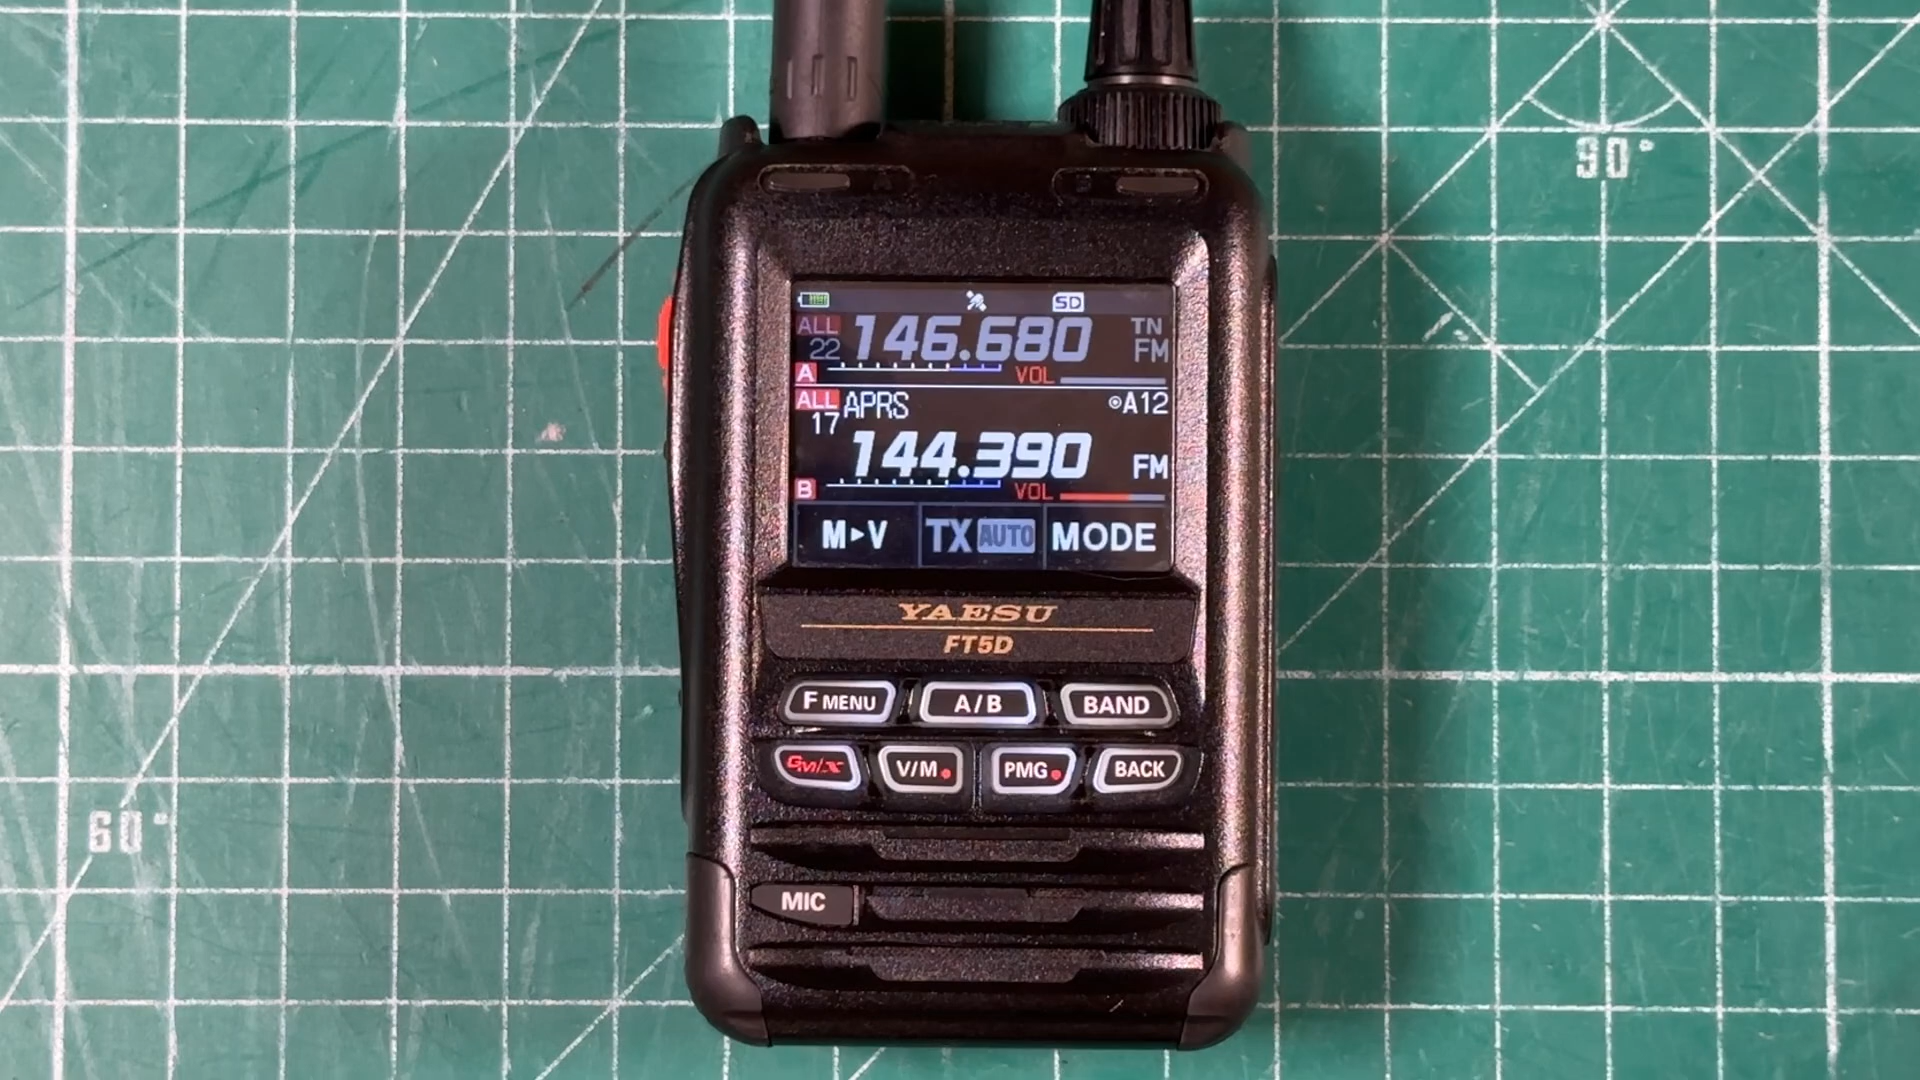 90°
SD
ALL 146.680 TN
22 FM
A VOL
ALL APRS A12
17 144.390 FM
B VOL
M▸V TX AUTO MODE
YAESU
FT5D
F MENU A/B BAND
GM/X V/M PMG BACK
60°
MIC